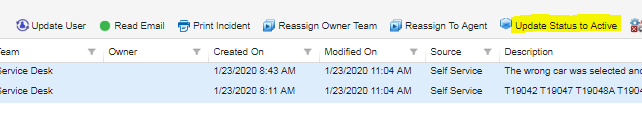 Update User Read Email Print Incident Reassign Owner Team Reassign To Agent Update Status to Active
Team Owner Created On Modified On Source Description
Service Desk 1/23/2020 8:43 AM 1/23/2020 11:04 AM Self Service The wrong car was selected and
Service Desk 1/23/2020 8:11 AM 1/23/2020 11:04 AM Self Service T19042 T19047 T19048A T1904